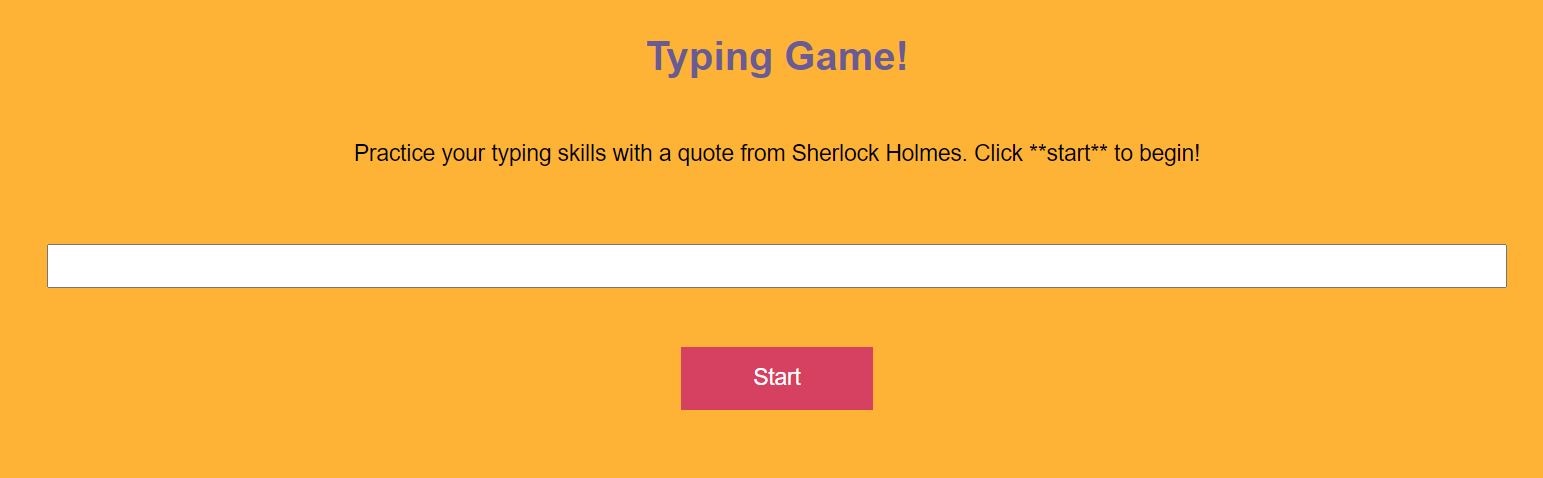 Typing Game!
Practice your typing skills with a quote from Sherlock Holmes. Click **start** to begin!
Start